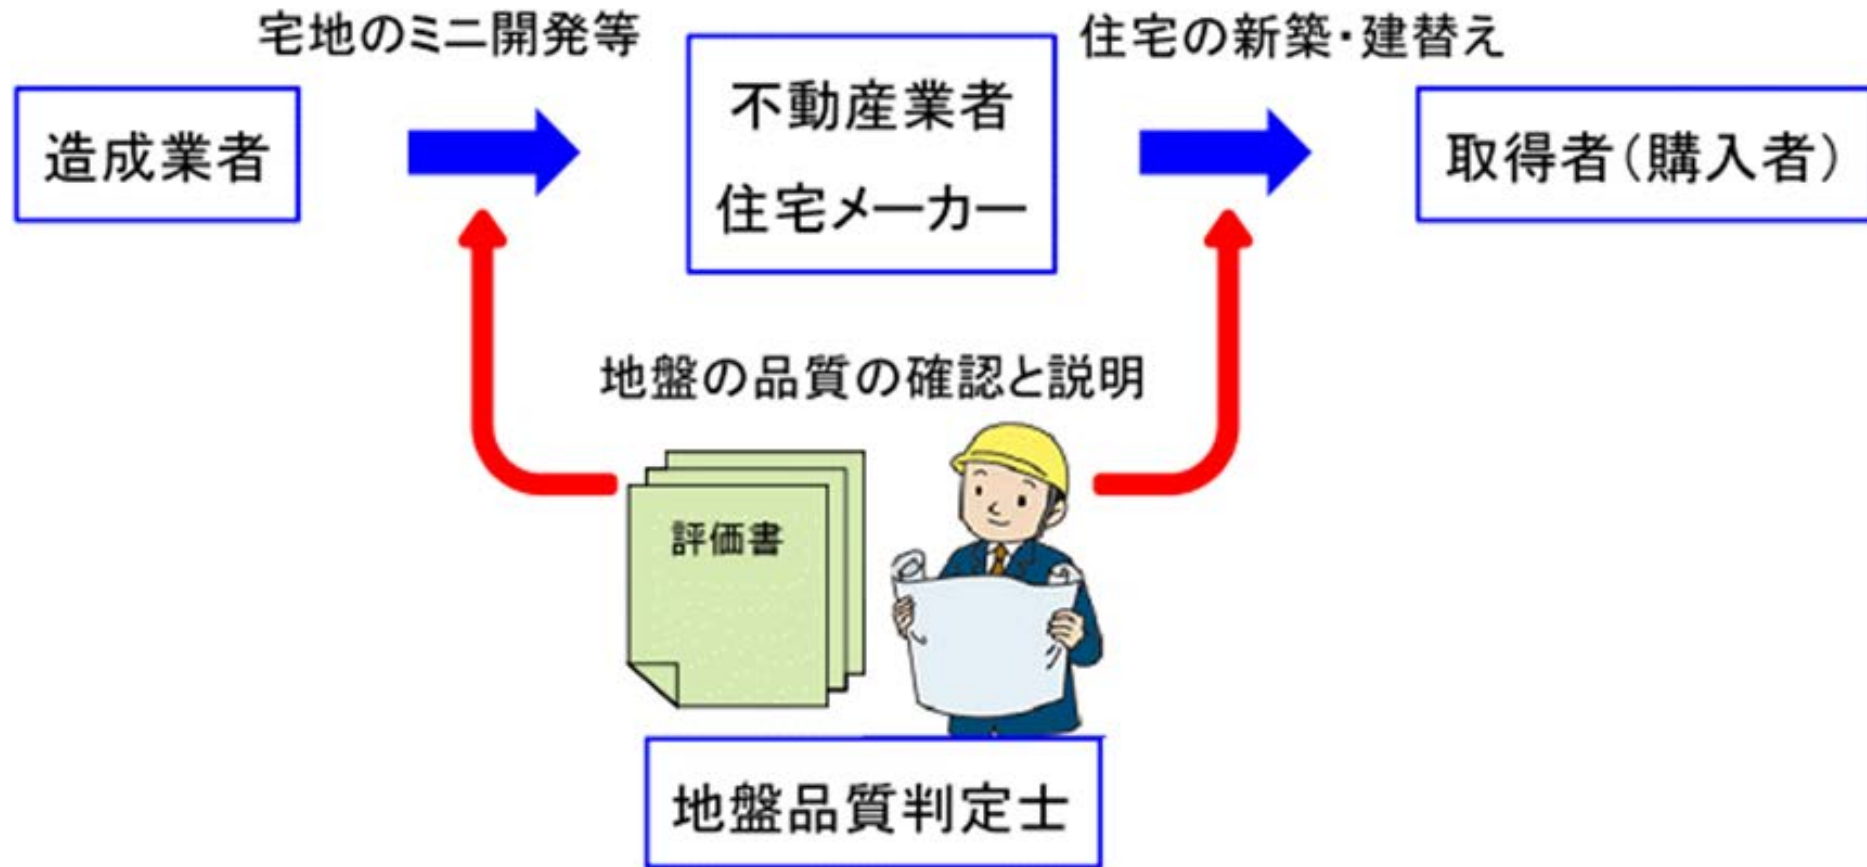 宅地のミニ開発等
住宅の新築・建替え
造成業者
不動産業者
住宅メーカー
取得者(購入者)
地盤の品質の確認と説明
評価書
地盤品質判定士